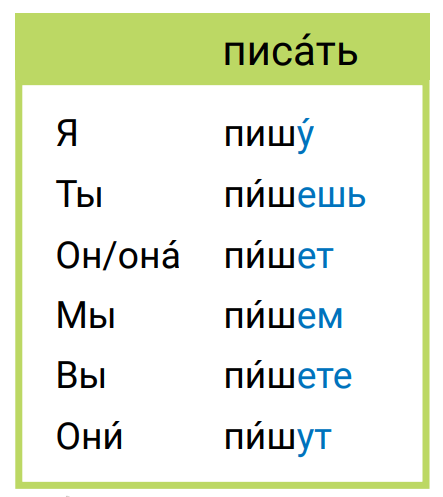 писа́ть
Я пишу́
Ты пи́шешь
Он/она́ пи́шет
Мы пи́шем
Вы пи́шете
Они́ пи́шут